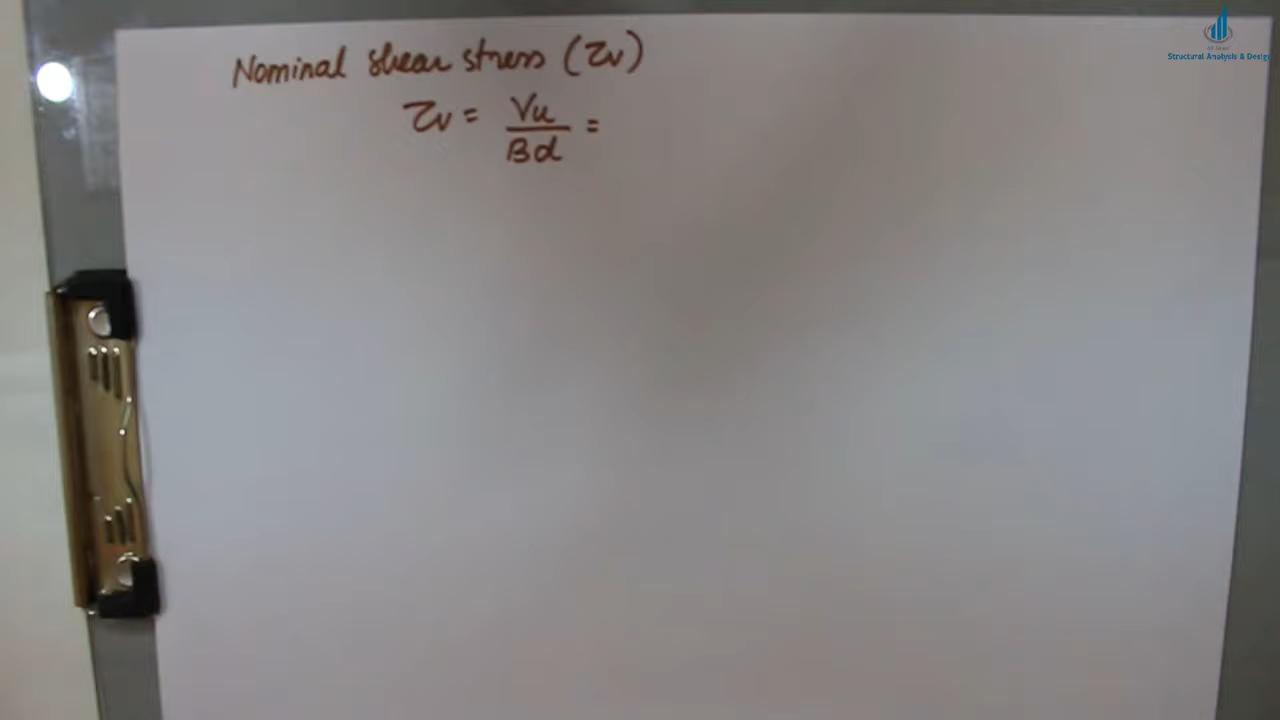 Structural Analysis & Design
Nominal shear stress (τv)
τv = Vu / Bd =